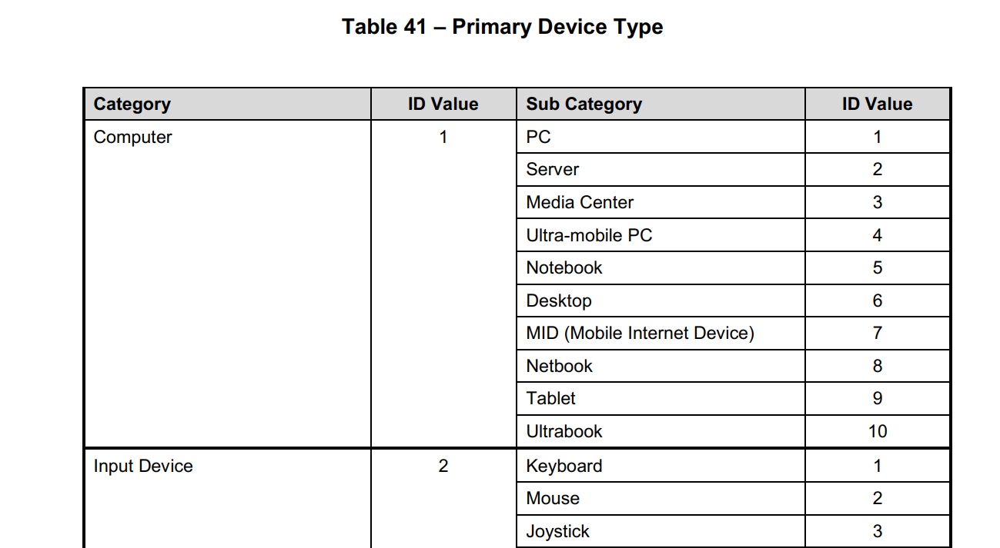 Table 41 – Primary Device Type
Category ID Value Sub Category ID Value
Computer 1 PC 1
Server 2
Media Center 3
Ultra-mobile PC 4
Notebook 5
Desktop 6
MID (Mobile Internet Device) 7
Netbook 8
Tablet 9
Ultrabook 10
Input Device 2 Keyboard 1
Mouse 2
Joystick 3